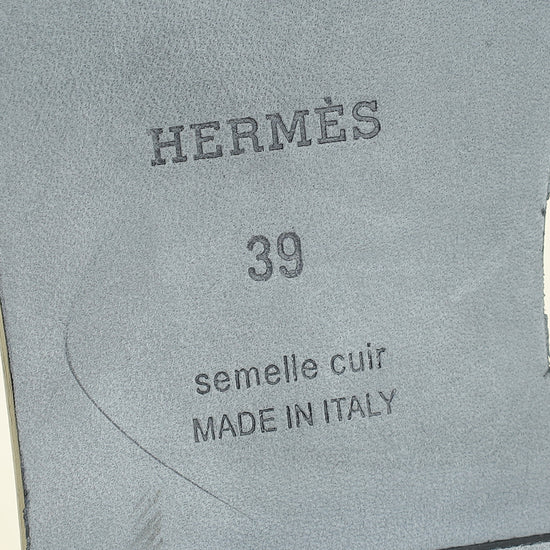 HERMÈS
39
semelle cuir
MADE IN ITALY